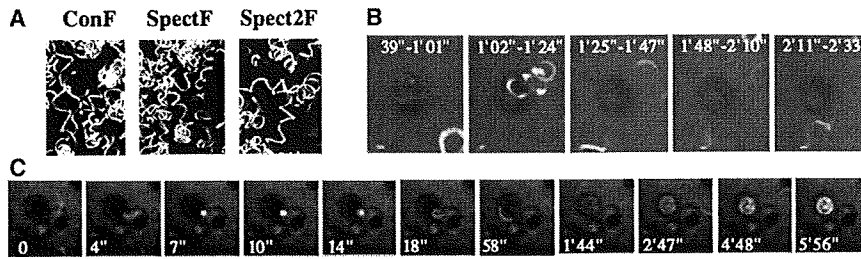 A ConF SpectF Spect2F
B
39"-1'01" 1'02"-1'24" 1'25"-1'47" 1'48"-2'10" 2'11"-2'33
C
0 4" 7" 10" 14" 18" 58" 1'44" 2'47" 4'48" 5'56"